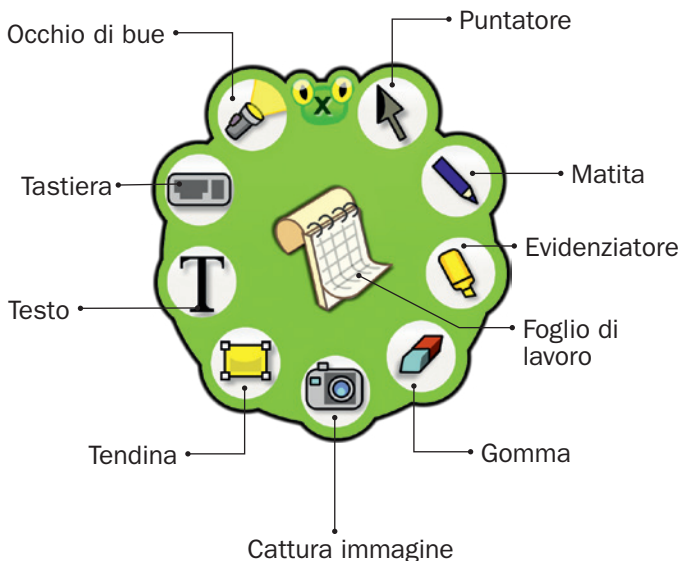 Puntatore
Occhio di bue
X
Matita
Tastiera
Evidenziatore
T
Testo
Foglio di
lavoro
Tendina
Gomma
Cattura immagine